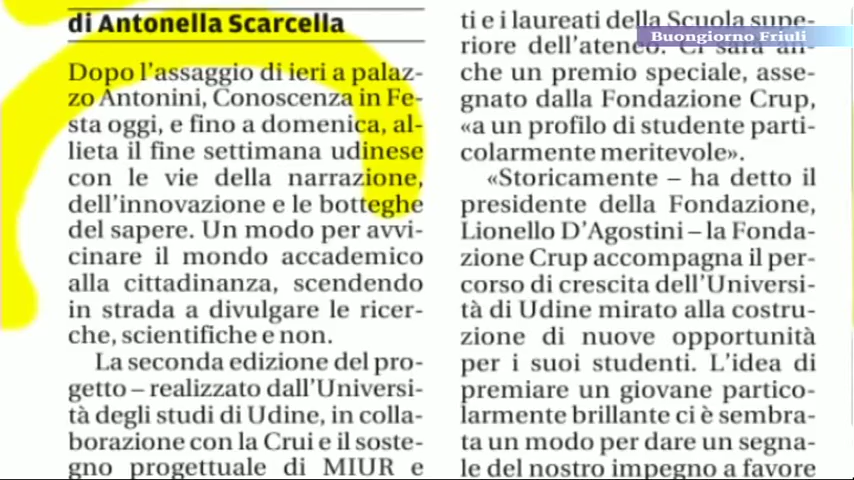 di Antonella Scarcella
Dopo l'assaggio di ieri a palaz-
zo Antonini, Conoscenza in Fe-
sta oggi, e fino a domenica, al-
lieta il fine settimana udinese
con le vie della narrazione,
dell'innovazione e le botteghe
del sapere. Un modo per avvi-
cinare il mondo accademico
alla cittadinanza, scendendo
in strada a divulgare le ricer-
che, scientifiche e non.
La seconda edizione del pro-
getto – realizzato dall'Universi-
tà degli studi di Udine, in colla-
borazione con la Crui e il soste-
gno progettuale di MIUR e
ti e i laureati della Scuola supe-
riore dell'ateneo. Ci sarà an-
che un premio speciale, asse-
gnato dalla Fondazione Crup,
«a un profilo di studente parti-
colarmente meritevole».
«Storicamente – ha detto il
presidente della Fondazione,
Lionello D'Agostini – la Fonda-
zione Crup accompagna il per-
corso di crescita dell'Universi-
tà di Udine mirato alla costru-
zione di nuove opportunità
per i suoi studenti. L'idea di
premiare un giovane partico-
larmente brillante ci è sembra-
ta un modo per dare un segna-
le del nostro impegno a favore
Buongiorno Friuli